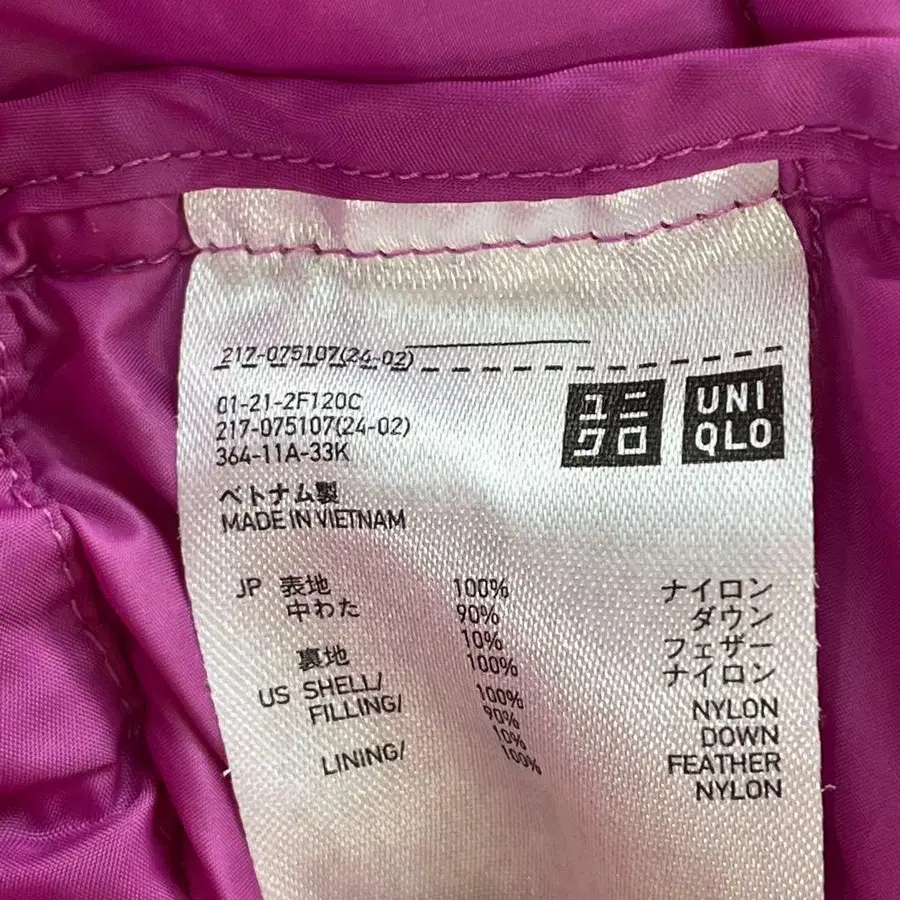 217-075107(24-02)
01-21-2F120C
217-075107(24-02)
364-11A-33K
ユニ
クロ
UNI
QLO
ベトナム製
MADE IN VIETNAM
JP 表地 100% ナイロン
中わた 90% ダウン
10% フェザー
裏地 100% ナイロン
US SHELL/ 100% NYLON
FILLING/ 90% DOWN
10% FEATHER
LINING/ 100% NYLON